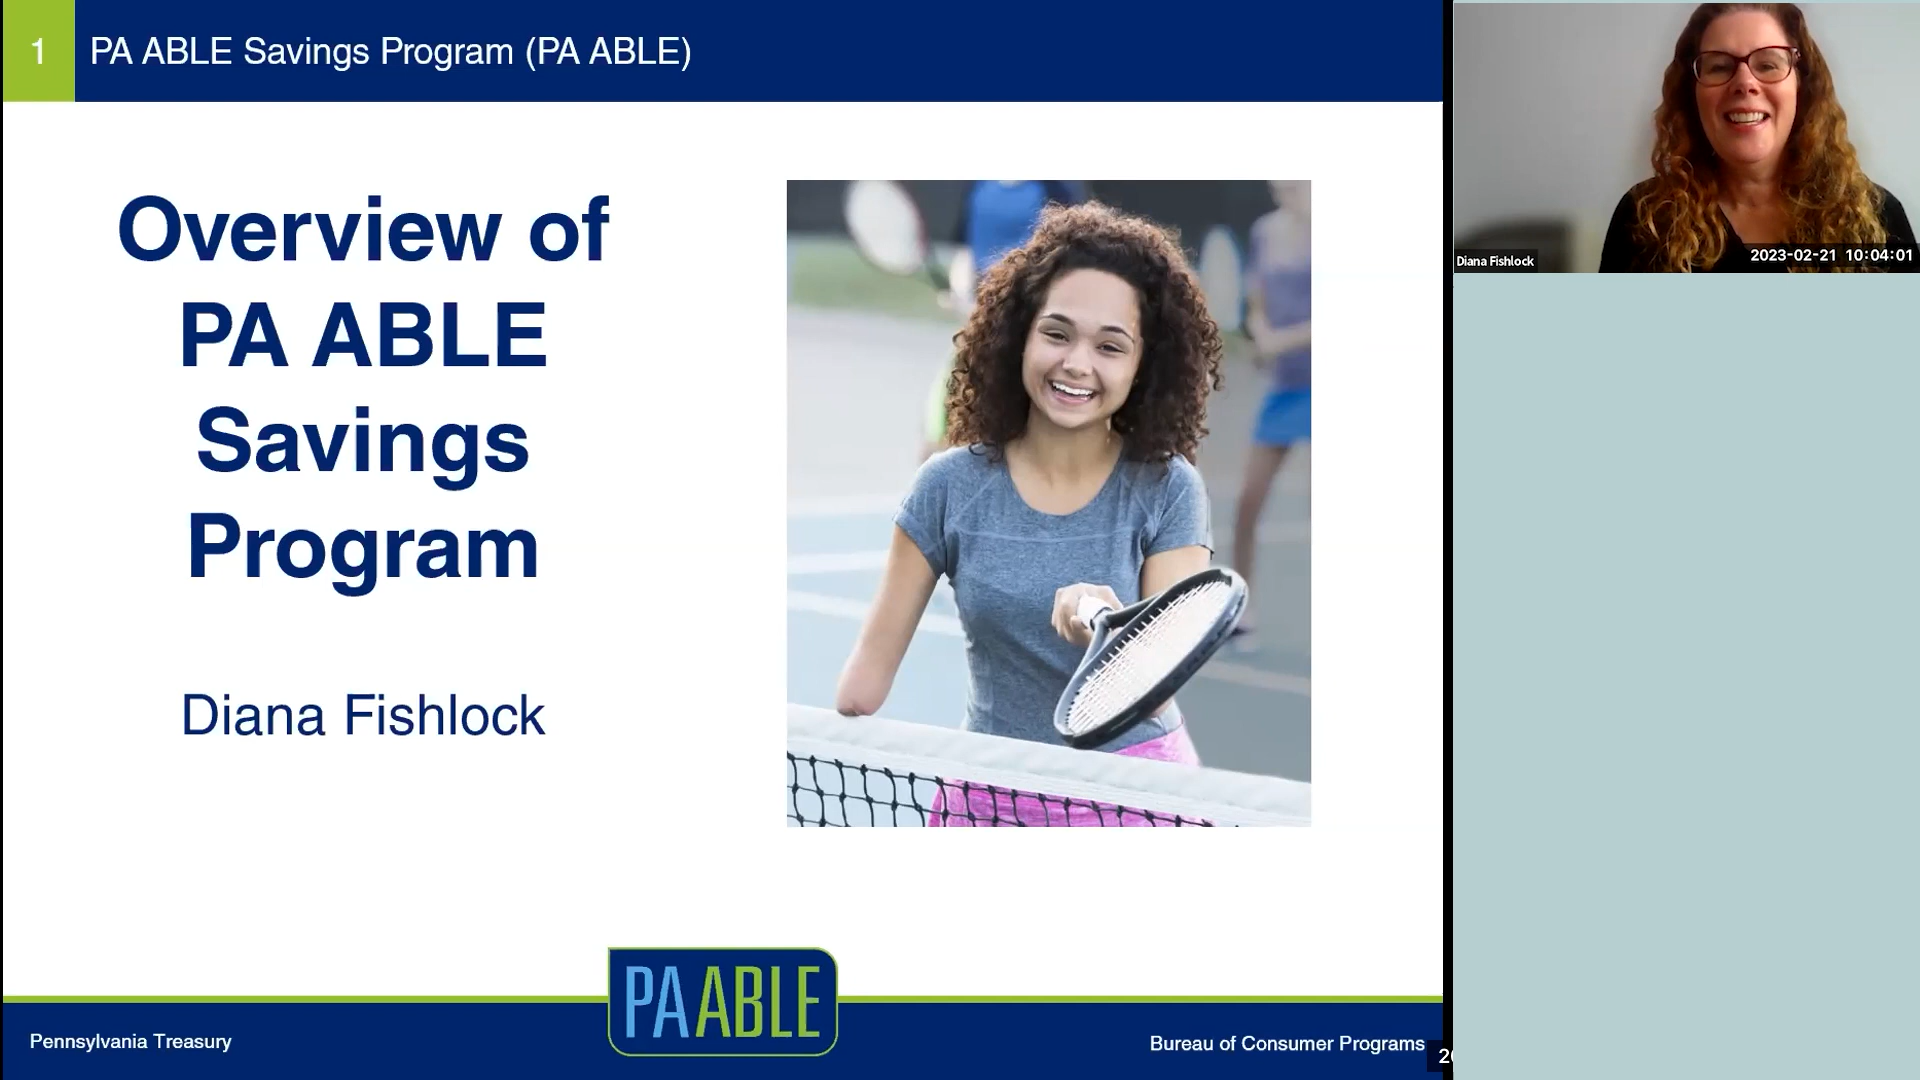 1
PA ABLE Savings Program (PA ABLE)
Overview of
PA ABLE
Savings
Program
Diana Fishlock
PA ABLE
Pennsylvania Treasury
Bureau of Consumer Programs
Diana Fishlock
2023-02-21 10:04:01